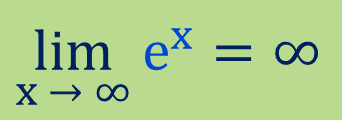 lim eˣ = ∞
x → ∞